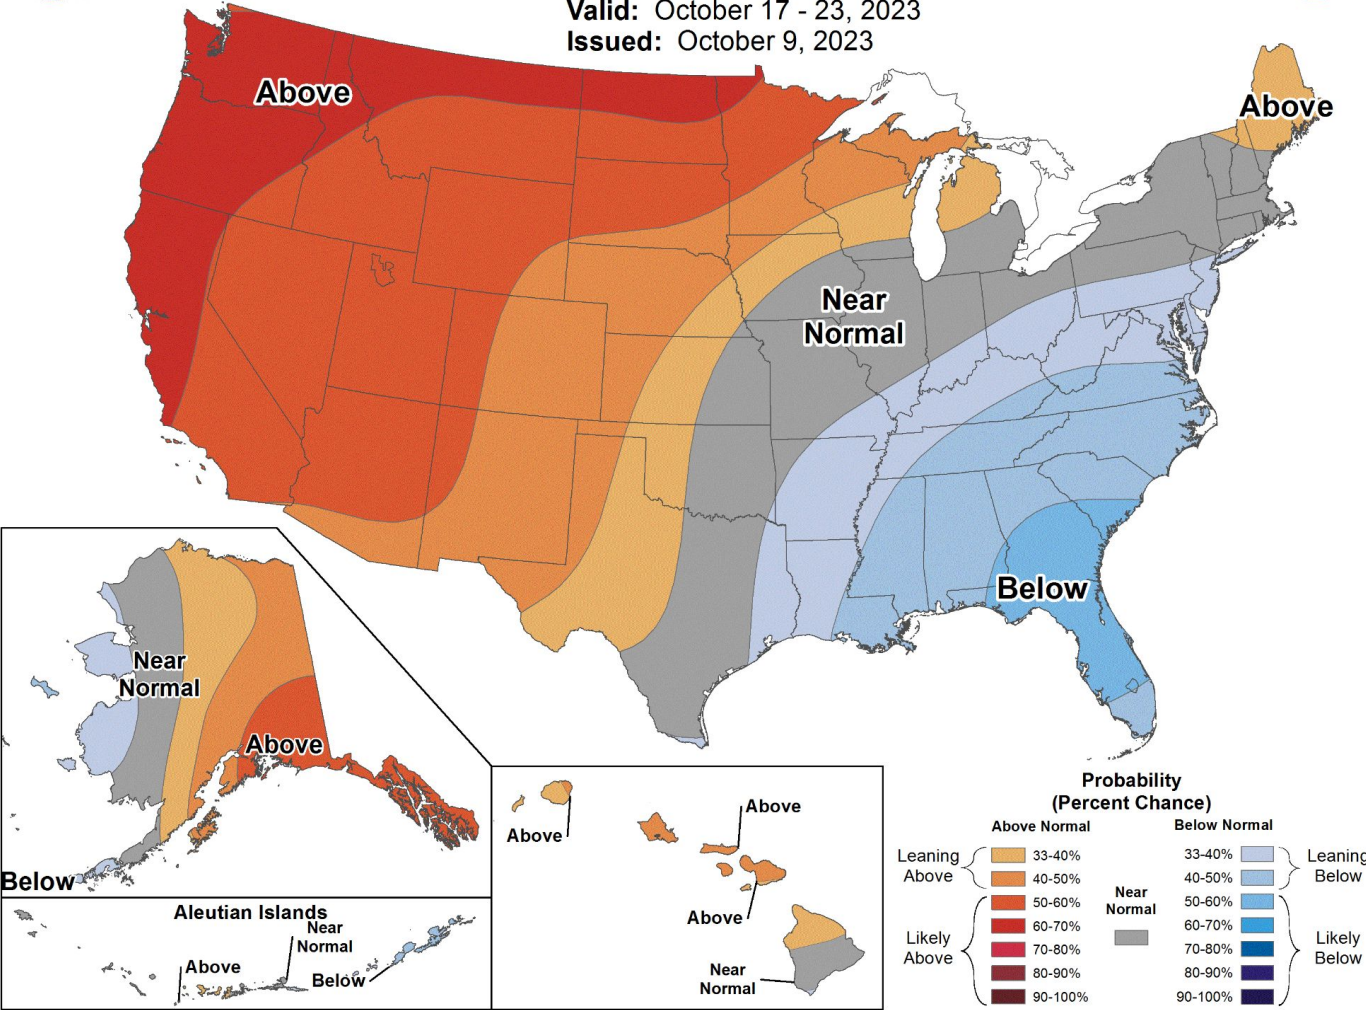 Valid: October 17 - 23, 2023
Issued: October 9, 2023
Above
Above
Near
Normal
Below
Near
Normal
Above
Below
Aleutian Islands
Near
Normal
Above
Below
Above
Above
Above
Near
Normal
Probability
(Percent Chance)
Above Normal
Below Normal
Leaning
Above
33-40%
40-50%
Likely
Above
50-60%
60-70%
70-80%
80-90%
90-100%
Near
Normal
33-40%
40-50%
Leaning
Below
50-60%
60-70%
70-80%
80-90%
90-100%
Likely
Below